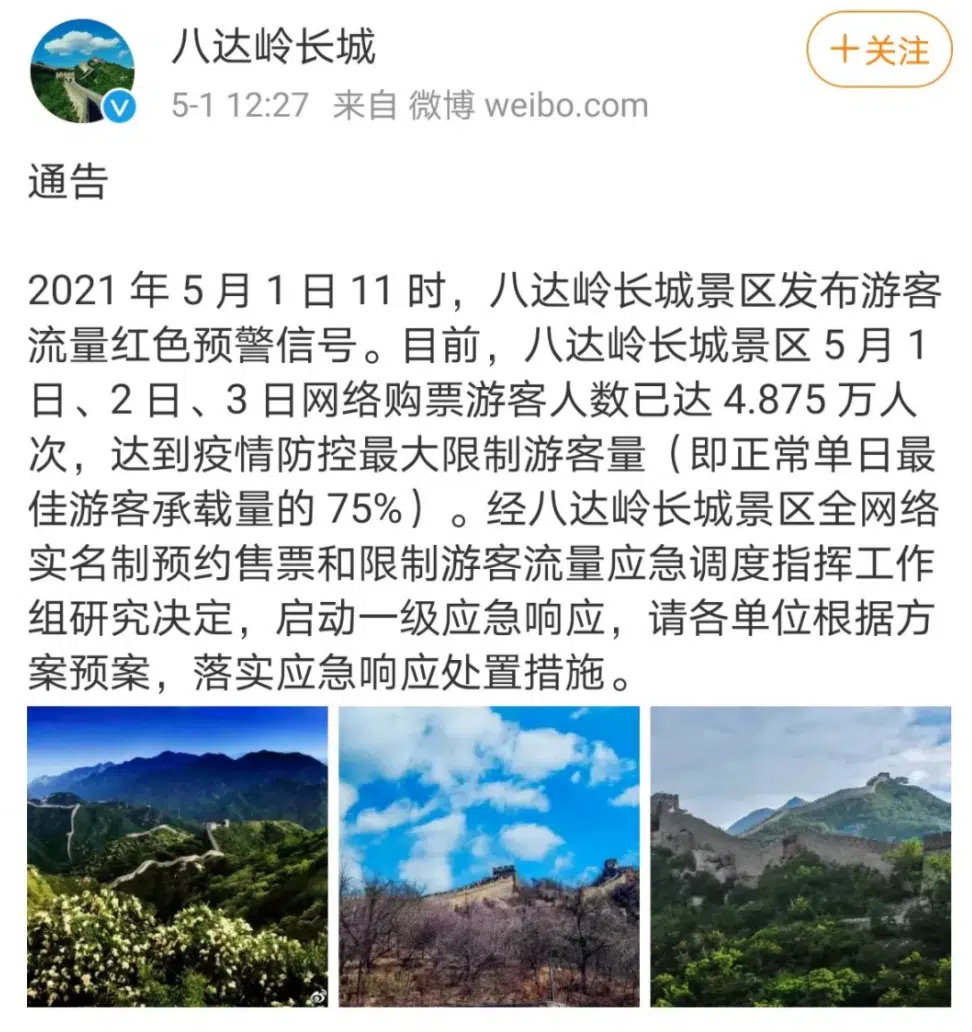 八达岭长城
+关注
5-1 12:27 来自 微博 weibo.com
通告
2021 年 5 月 1 日 11 时，八达岭长城景区发布游客
流量红色预警信号。目前，八达岭长城景区 5 月 1
日、2 日、3 日网络购票游客人数已达 4.875 万人
次，达到疫情防控最大限制游客量（即正常单日最
佳游客承载量的 75%）。经八达岭长城景区全网络
实名制预约售票和限制游客流量应急调度指挥工作
组研究决定，启动一级应急响应，请各单位根据方
案预案，落实应急响应处置措施。